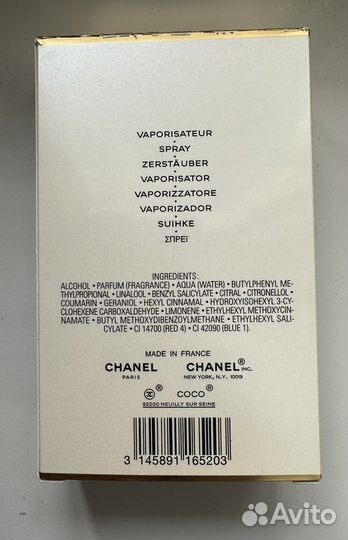 VAPORISATEUR
SPRAY
ZERSTÄUBER
VAPORISATOR
VAPORIZZATORE
VAPORIZADOR
SUIHKE
ΣΠΡΕΪ
INGREDIENTS:
ALCOHOL • PARFUM (FRAGRANCE) • AQUA (WATER) • BUTYLPHENYL ME-
THYLPROPIONAL • LINALOOL • BENZYL SALICYLATE • CITRAL • CITRONELLOL •
COUMARIN • GERANIOL • HEXYL CINNAMAL • HYDROXYISOHEXYL 3-CY-
CLOHEXENE CARBOXALDEHYDE • LIMONENE • ETHYLHEXYL METHOXYCIN-
NAMATE • BUTYL METHOXYDIBENZOYLMETHANE • ETHYLHEXYL SALI-
CYLATE • CI 14700 (RED 4) • CI 42090 (BLUE 1).
MADE IN FRANCE
CHANEL CHANEL® INC.
PARIS NEW YORK, N.Y. 10019
COCO®
92200 NEUILLY SUR SEINE
3 145891 165203
Avito